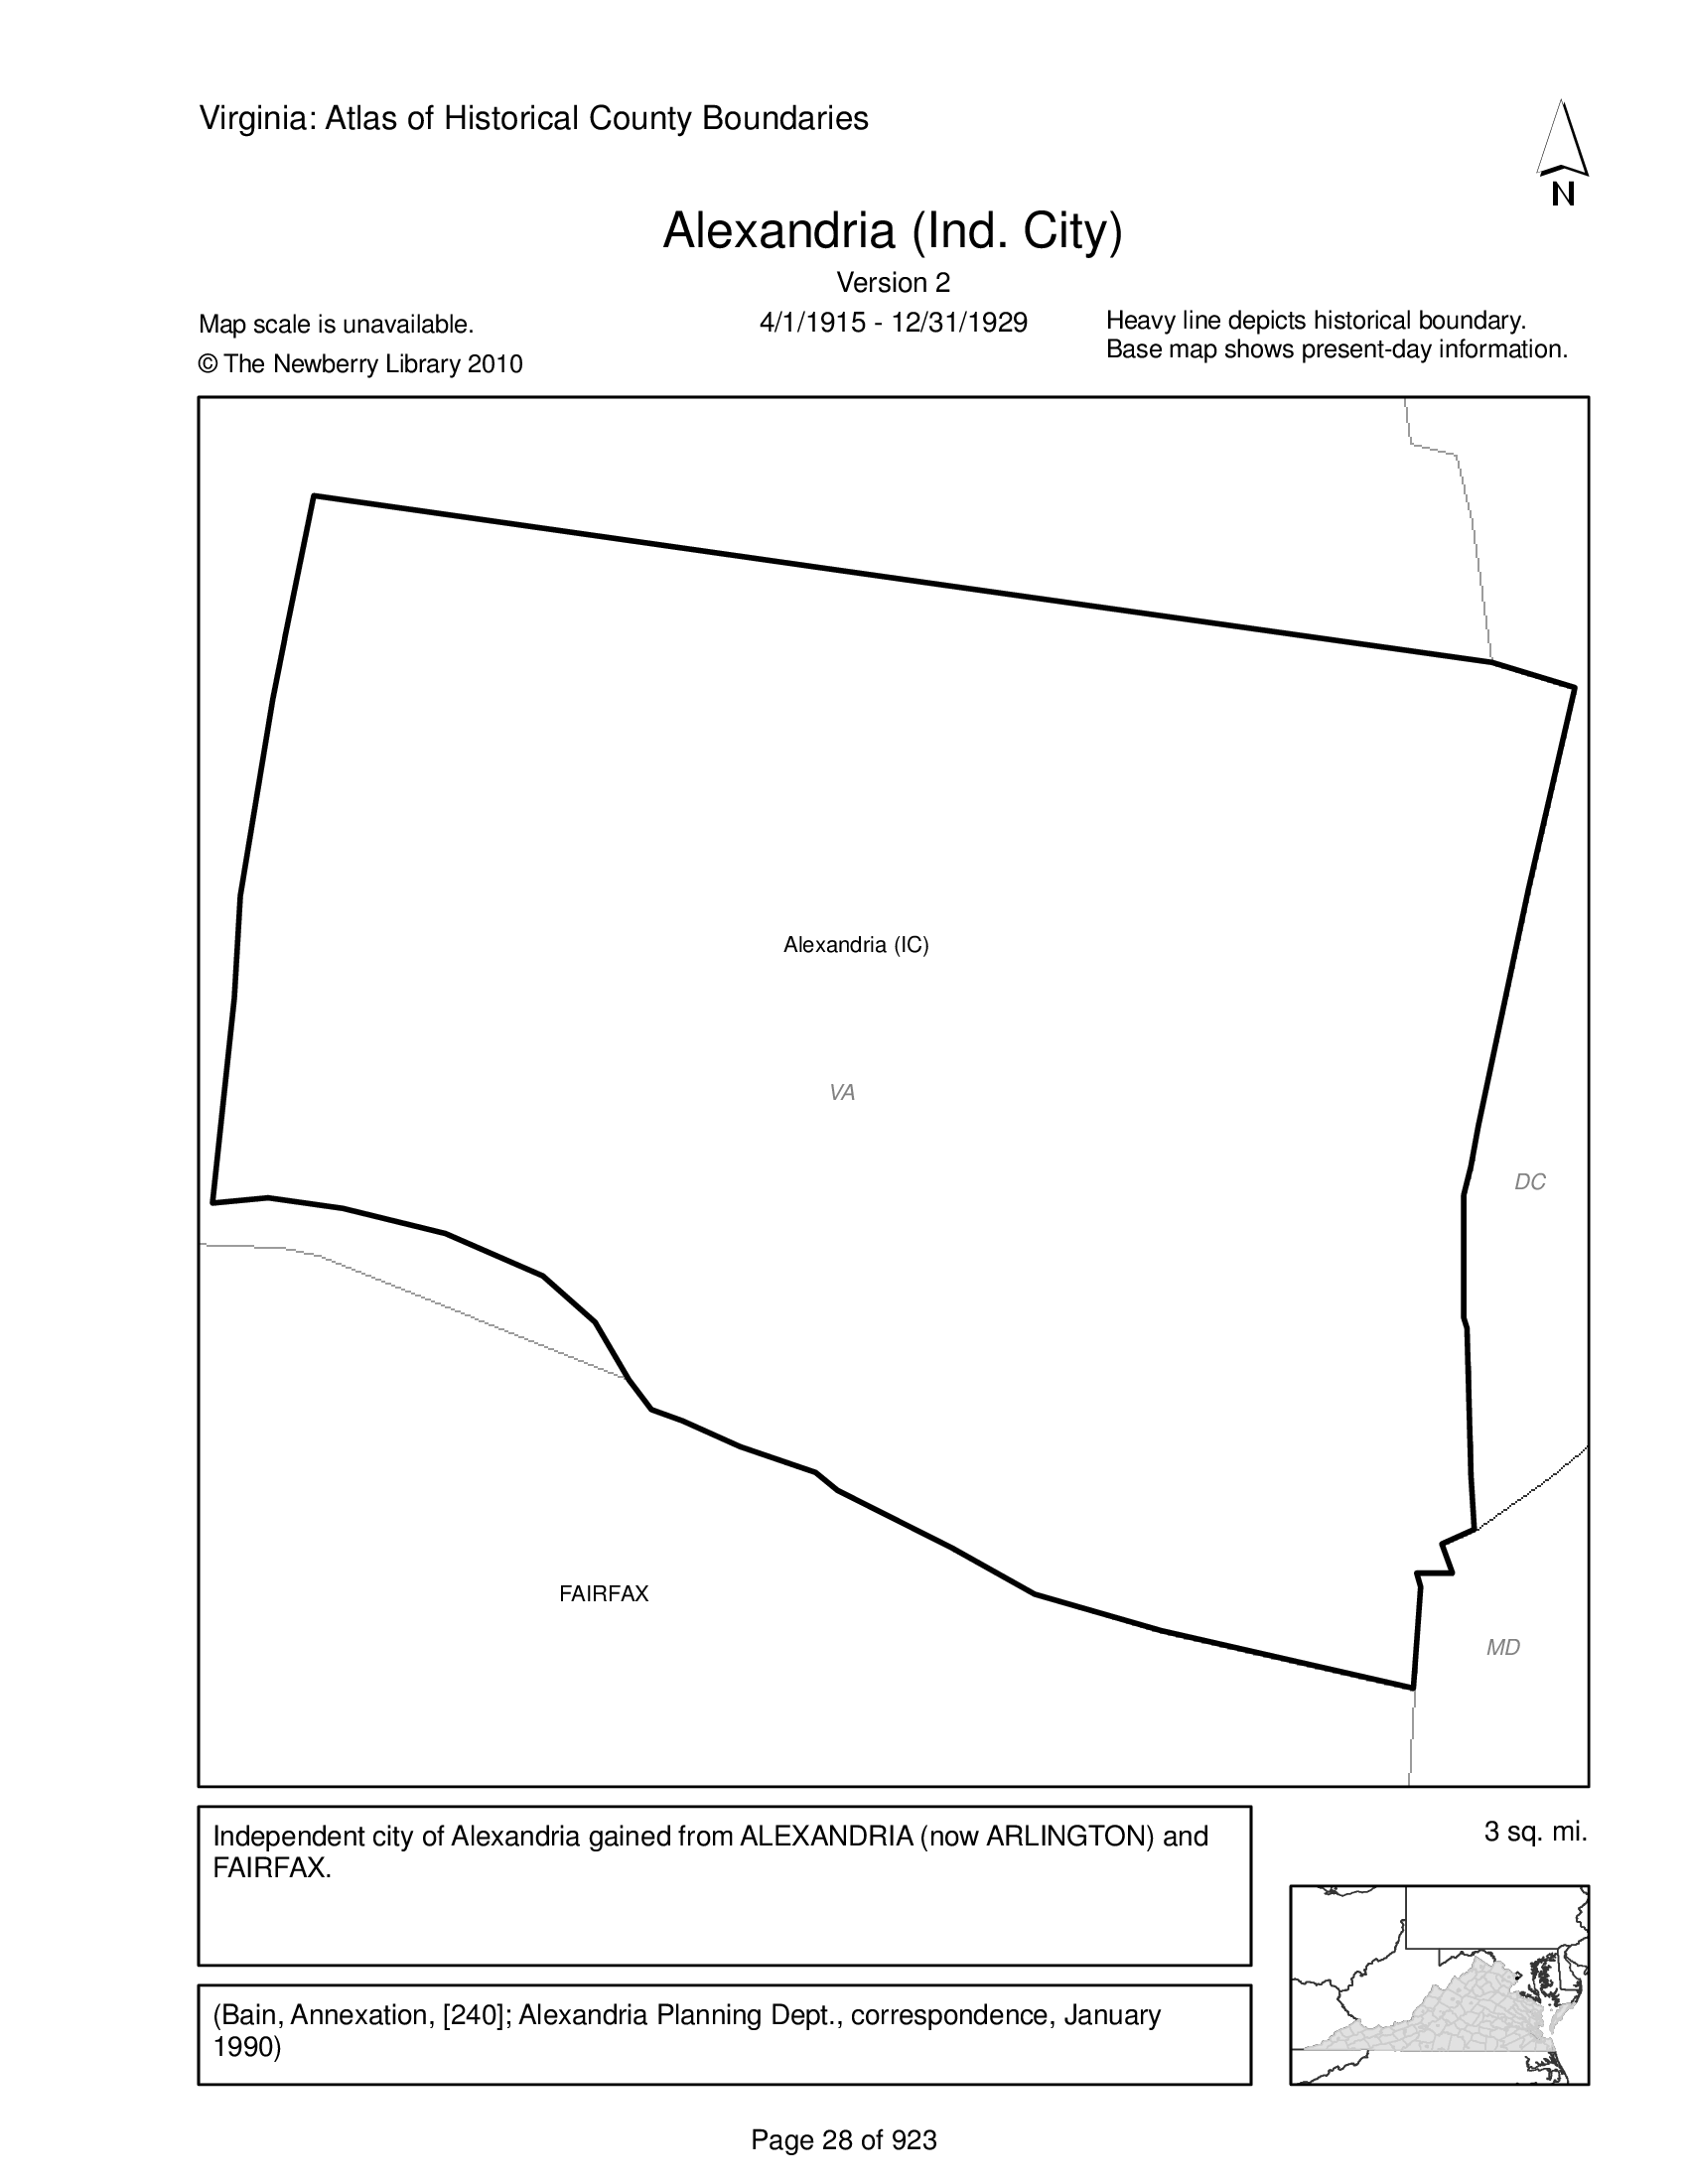 Virginia: Atlas of Historical County Boundaries
N
Alexandria (Ind. City)
Version 2
Map scale is unavailable.
4/1/1915 - 12/31/1929
Heavy line depicts historical boundary.
© The Newberry Library 2010
Base map shows present-day information.
Alexandria (IC)
VA
DC
FAIRFAX
MD
Independent city of Alexandria gained from ALEXANDRIA (now ARLINGTON) and
FAIRFAX.
3 sq. mi.
(Bain, Annexation, [240]; Alexandria Planning Dept., correspondence, January
1990)
Page 28 of 923